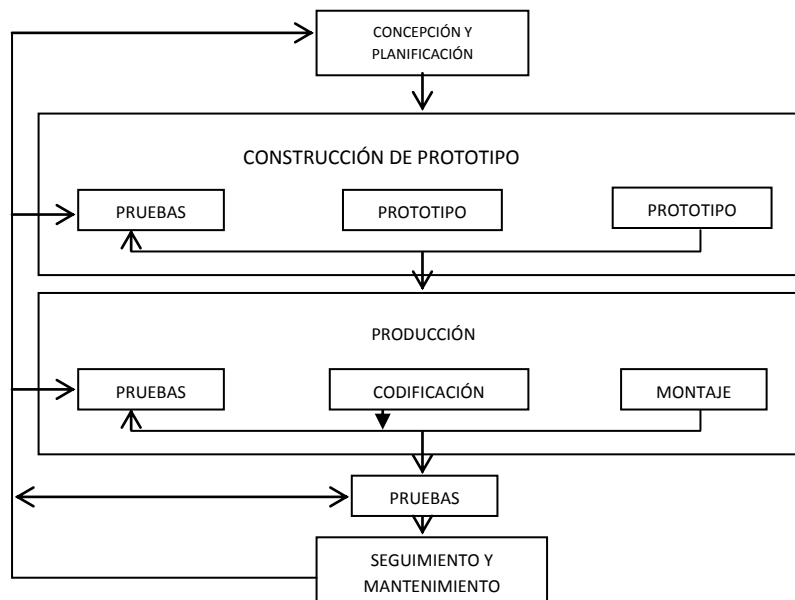 CONCEPCIÓN Y
PLANIFICACIÓN
CONSTRUCCIÓN DE PROTOTIPO
PRUEBAS
PROTOTIPO
PROTOTIPO
PRODUCCIÓN
PRUEBAS
CODIFICACIÓN
MONTAJE
PRUEBAS
SEGUIMIENTO Y
MANTENIMIENTO